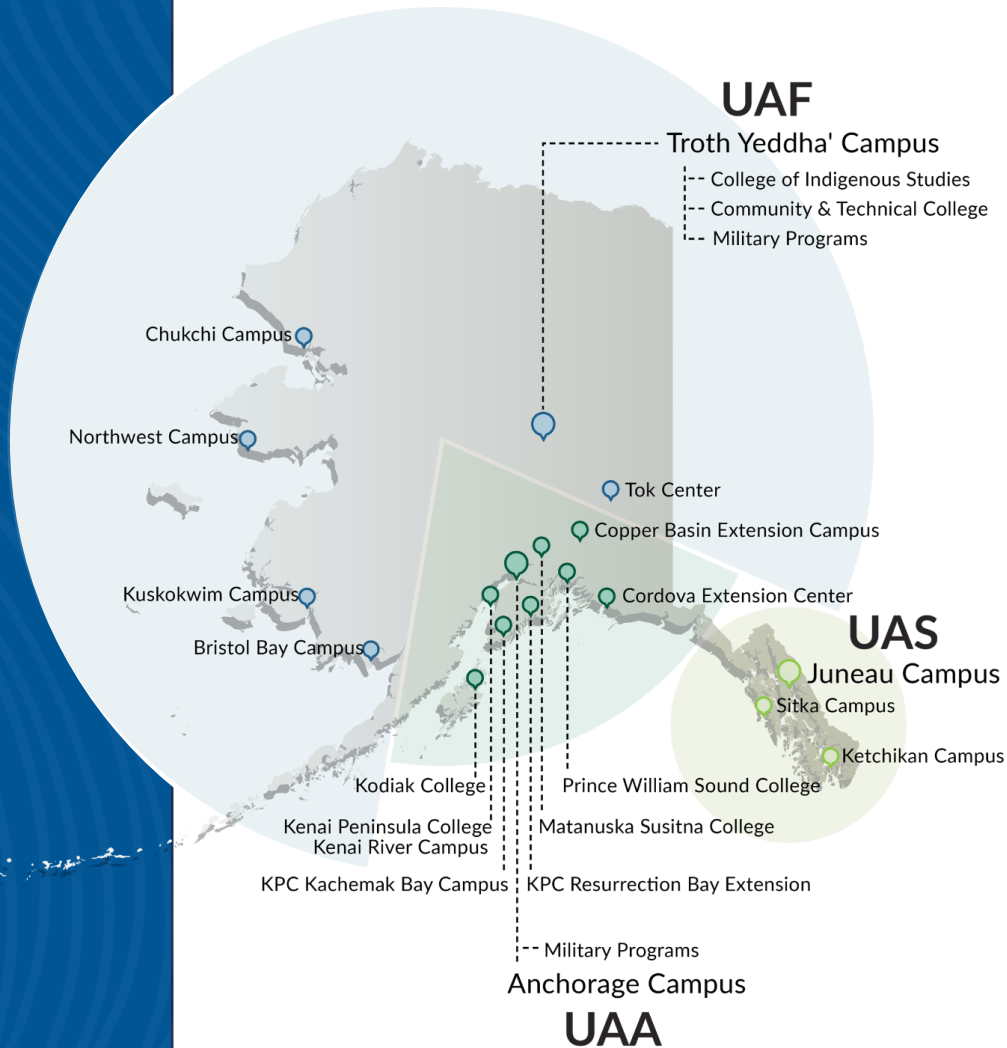 UAF
Troth Yeddha' Campus
College of Indigenous Studies
Community & Technical College
Military Programs
Chukchi Campus
Northwest Campus
Tok Center
Copper Basin Extension Campus
Kuskokwim Campus
Cordova Extension Center
Bristol Bay Campus
UAS
Juneau Campus
Sitka Campus
Ketchikan Campus
Kodiak College
Prince William Sound College
Kenai Peninsula College
Kenai River Campus
Matanuska Susitna College
KPC Kachemak Bay Campus
KPC Resurrection Bay Extension
Military Programs
Anchorage Campus
UAA